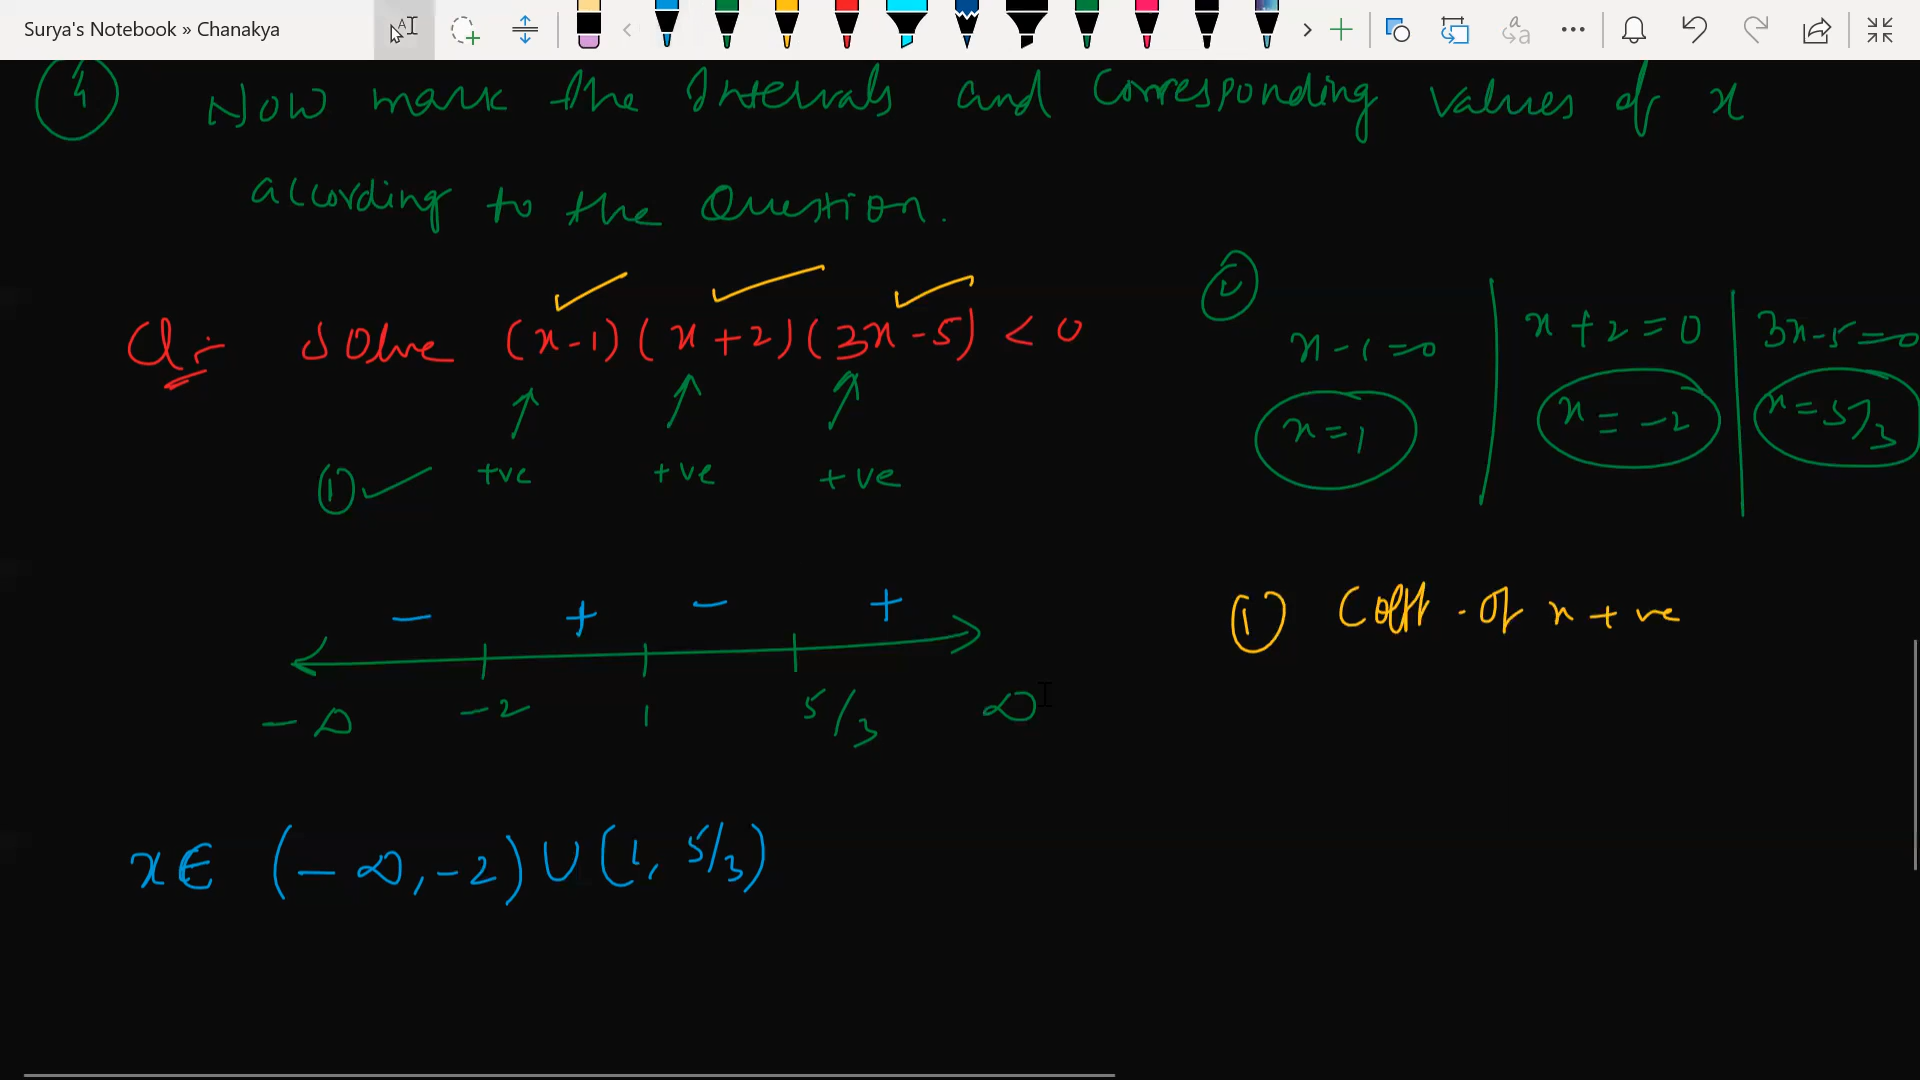 Surya's Notebook » Chanakya
④ Now mark the Intervals and Corresponding Values of x
according to the Question.
Q:- Solve (x-1)(x+2)(3x-5) < 0
+ve +ve +ve
①
x-1=0 x+2=0 3x-5=0
x=1 x=-2 x=5/3
- + - +
-∞ -2 1 5/3 ∞
① Coeff. of x +ve
x∈ (-∞,-2)∪(1, 5/3)